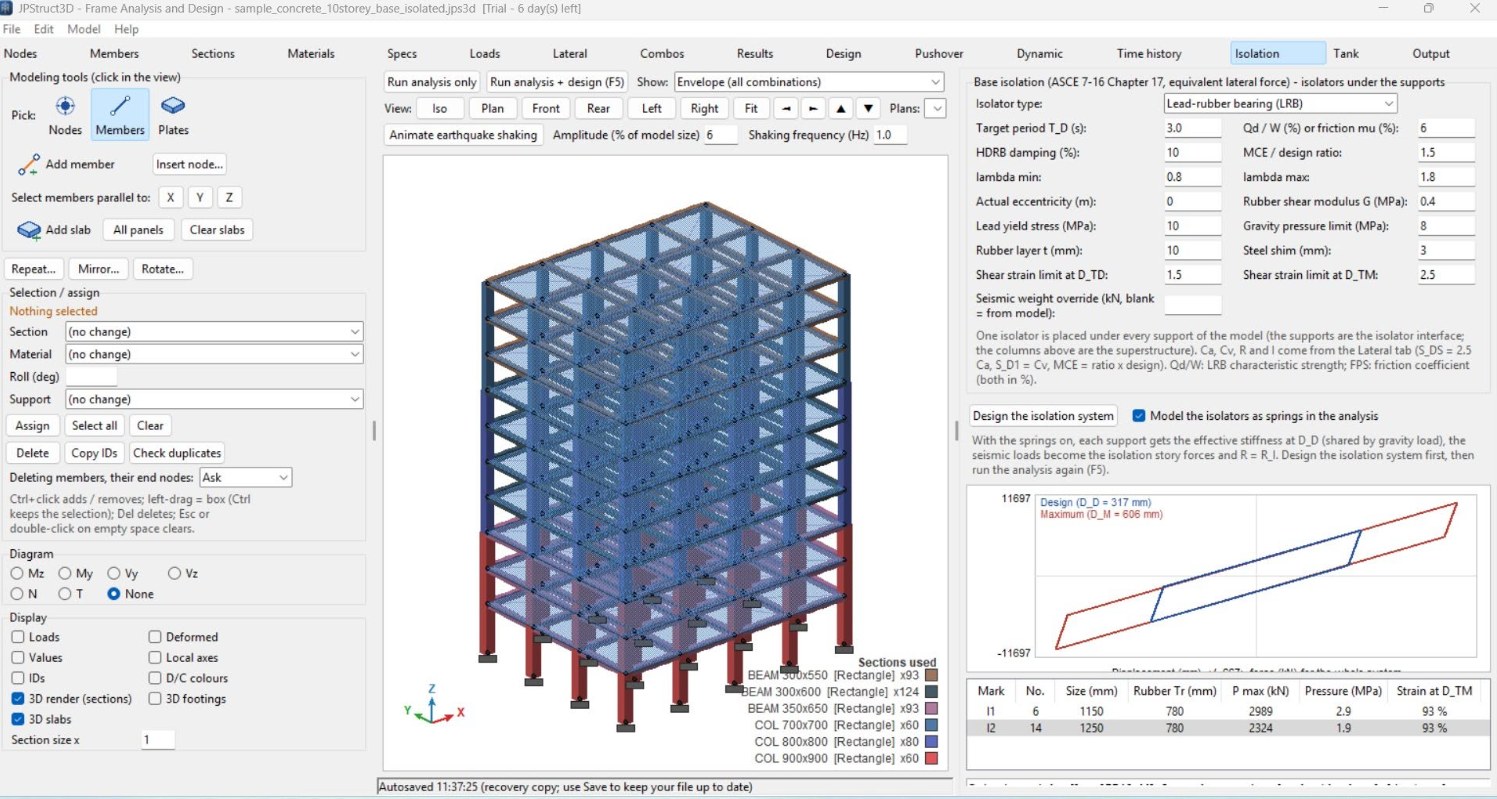 JPStruct3D - Frame Analysis and Design - sample_concrete_10storey_base_isolated.jps3d [Trial - 6 day(s) left]
File Edit Model Help
Nodes Members Sections Materials Specs Loads Lateral Combos Results Design Pushover Dynamic Time history Isolation Tank Output
Modeling tools (click in the view)
Pick:
Nodes Members Plates
Add member Insert node...
Select members parallel to: X Y Z
Add slab All panels Clear slabs
Repeat... Mirror... Rotate...
Selection / assign
Nothing selected
Section (no change)
Material (no change)
Roll (deg)
Support (no change)
Assign Select all Clear
Delete Copy IDs Check duplicates
Deleting members, their end nodes: Ask
Ctrl+click adds / removes; left-drag = box (Ctrl
keeps the selection); Del deletes; Esc or
double-click on empty space clears.
Diagram
Mz My Vy Vz
N T None
Display
Loads Deformed
Values Local axes
IDs D/C colours
3D render (sections) 3D footings
3D slabs
Section size x 1
Run analysis only Run analysis + design (F5) Show: Envelope (all combinations)
View: Iso Plan Front Rear Left Right Fit ◄ ► ▲ ▼ Plans:
Animate earthquake shaking Amplitude (% of model size) 6 Shaking frequency (Hz) 1.0
Z
Y X
Sections used
BEAM 300x550 [Rectangle] x93
BEAM 300x600 [Rectangle] x124
BEAM 350x650 [Rectangle] x93
COL 700x700 [Rectangle] x60
COL 800x800 [Rectangle] x80
COL 900x900 [Rectangle] x60
Autosaved 11:37:25 (recovery copy; use Save to keep your file up to date)
Base isolation (ASCE 7-16 Chapter 17, equivalent lateral force) - isolators under the supports
Isolator type: Lead-rubber bearing (LRB)
Target period T_D (s): 3.0 Qd / W (%) or friction mu (%): 6
HDRB damping (%): 10 MCE / design ratio: 1.5
lambda min: 0.8 lambda max: 1.8
Actual eccentricity (m): 0 Rubber shear modulus G (MPa): 0.4
Lead yield stress (MPa): 10 Gravity pressure limit (MPa): 8
Rubber layer t (mm): 10 Steel shim (mm): 3
Shear strain limit at D_TD: 1.5 Shear strain limit at D_TM: 2.5
Seismic weight override (kN, blank
= from model):
One isolator is placed under every support of the model (the supports are the isolator interface;
the columns above are the superstructure). Ca, Cv, R and I come from the Lateral tab (S_DS = 2.5
Ca, S_D1 = Cv, MCE = ratio x design). Qd/W: LRB characteristic strength; FPS: friction coefficient
(both in %).
Design the isolation system Model the isolators as springs in the analysis
With the springs on, each support gets the effective stiffness at D_D (shared by gravity load), the
seismic loads become the isolation story forces and R = R_I. Design the isolation system first, then
run the analysis again (F5).
11697
Design (D_D = 317 mm)
Maximum (D_M = 606 mm)
-11697
Mark No. Size (mm) Rubber Tr (mm) P max (kN) Pressure (MPa) Strain at D_TM
I1 6 1150 780 2989 2.9 93 %
I2 14 1250 780 2324 1.9 93 %